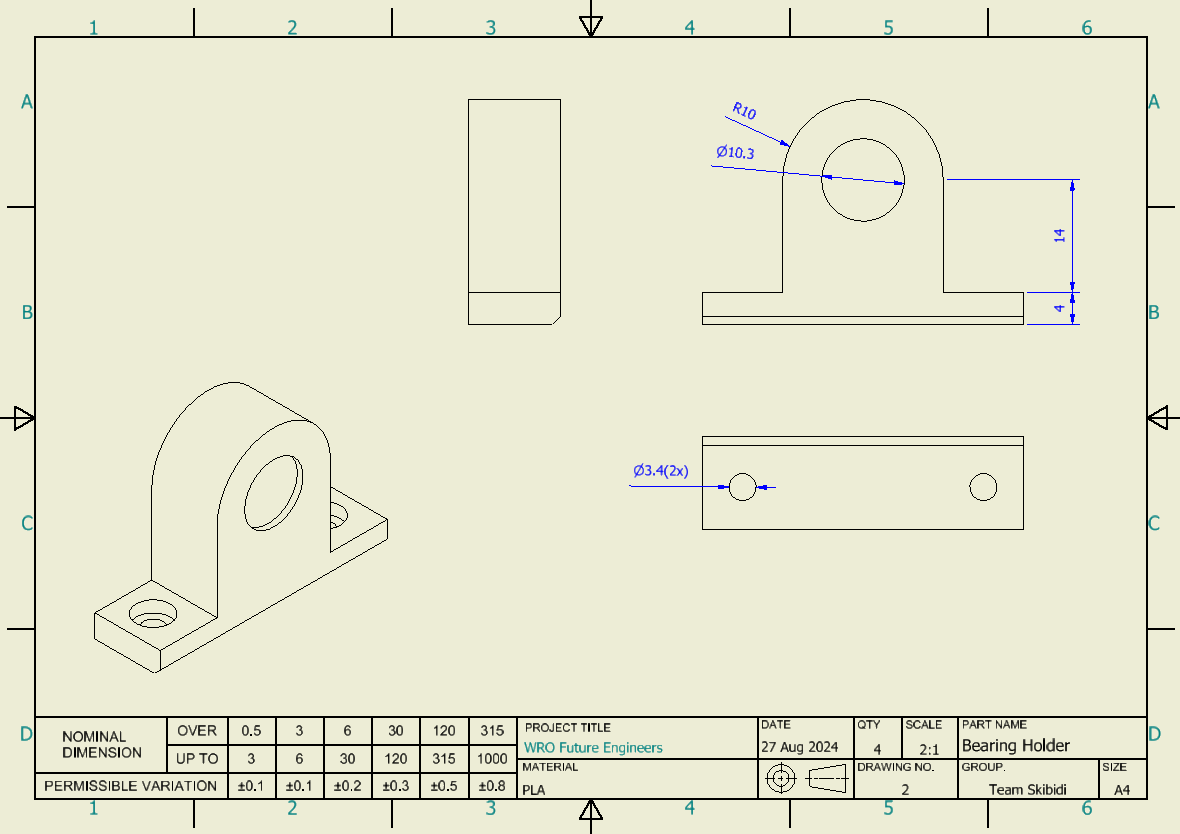 1 2 3 4 5 6
A A
R10
Ø10.3
14
B B
4
Ø3.4(2x)
C C
D D
NOMINAL DIMENSION
OVER 0.5 3 6 30 120 315
UP TO 3 6 30 120 315 1000
PERMISSIBLE VARIATION ±0.1 ±0.1 ±0.2 ±0.3 ±0.5 ±0.8
PROJECT TITLE
WRO Future Engineers
MATERIAL
PLA
DATE
27 Aug 2024
QTY
4
SCALE
2:1
PART NAME
Bearing Holder
DRAWING NO.
2
GROUP.
Team Skibidi
SIZE
A4
1 2 3 4 5 6